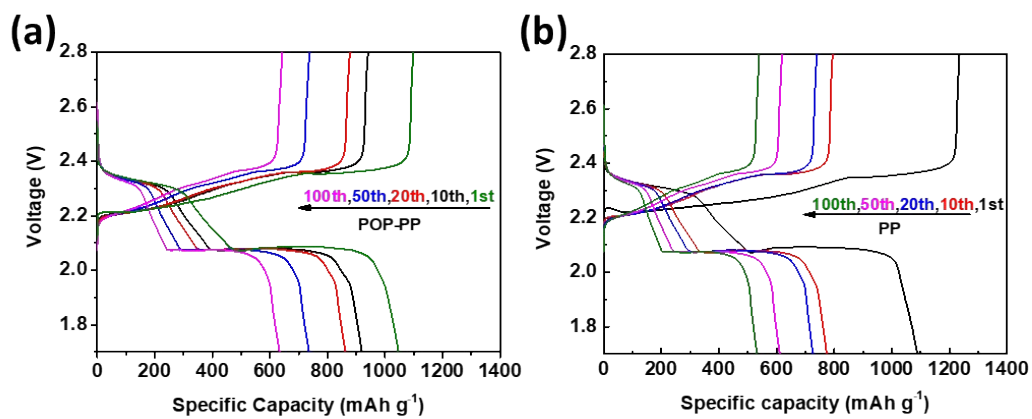 (a)
2.8
2.6
2.4
2.2
2.0
1.8
Voltage (V)
100th,50th,20th,10th,1st
POP-PP
0 200 400 600 800 1000 1200 1400
Specific Capacity (mAh g⁻¹)
(b)
2.8
2.6
2.4
2.2
2.0
1.8
Voltage (V)
100th,50th,20th,10th,1st
PP
0 200 400 600 800 1000 1200 1400
Specific capacity (mAh g⁻¹)